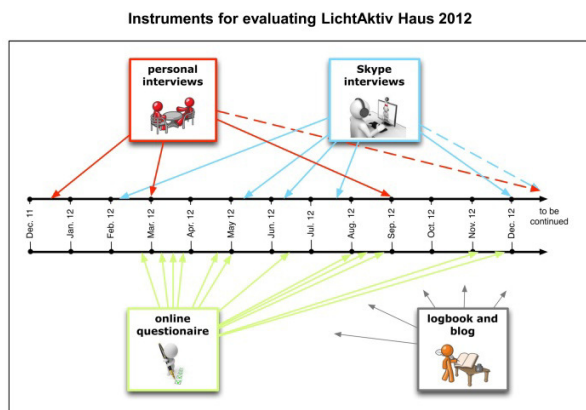 Instruments for evaluating LichtAktiv Haus 2012
personal
interviews
Skype
interviews
Dec. 11
Jan. 12
Feb. 12
Mar. 12
Apr. 12
May 12
Jun. 12
Jul. 12
Aug. 12
Sep. 12
Oct. 12
Nov. 12
Dec. 12
to be
continued
online
questionaire
logbook and
blog